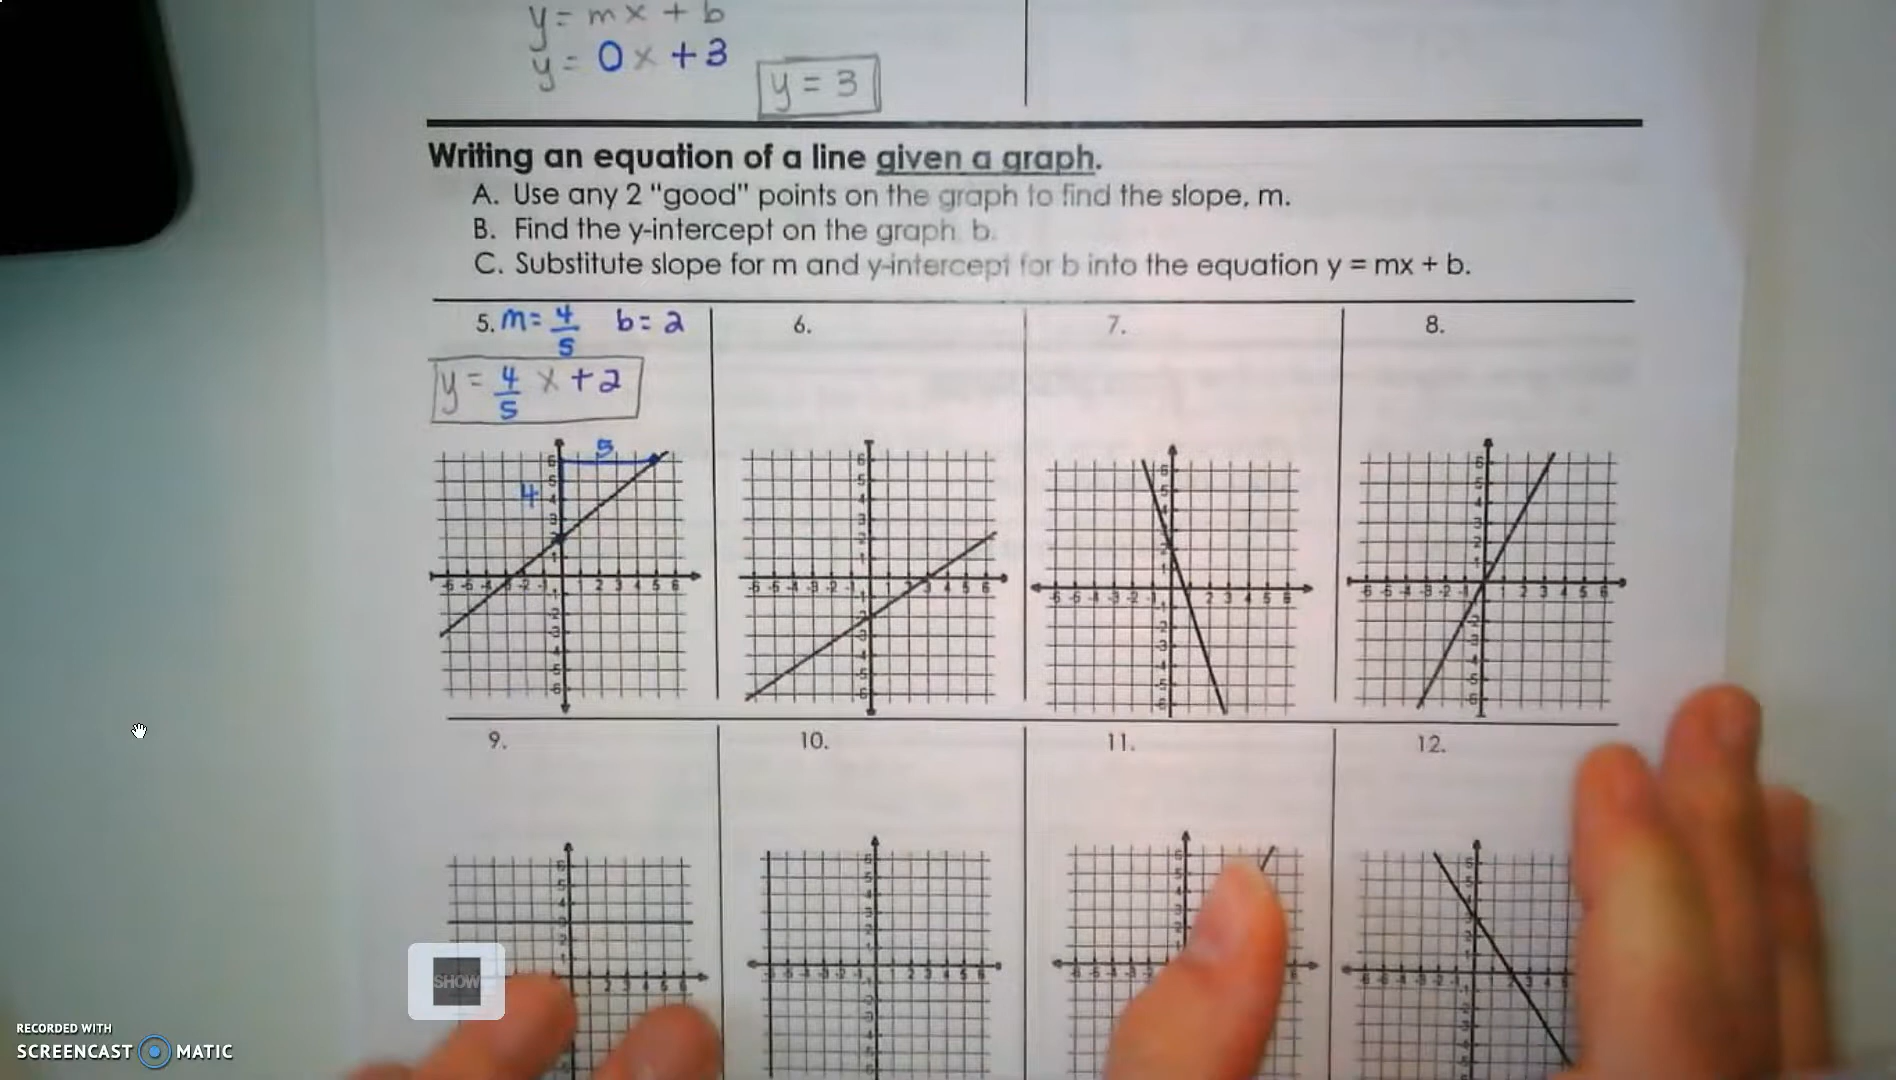 y = mx + b
y = 0x + 3
y = 3
Writing an equation of a line given a graph.
A. Use any 2 "good" points on the graph to find the slope, m.
B. Find the y-intercept on the graph b.
C. Substitute slope for m and y-intercept for b into the equation y = mx + b.
5. m = 4/5 b = 2
6.
7.
8.
y = 4/5 x + 2
5
4
9.
10.
11.
12.
SHOW
RECORDED WITH
SCREENCAST MATIC